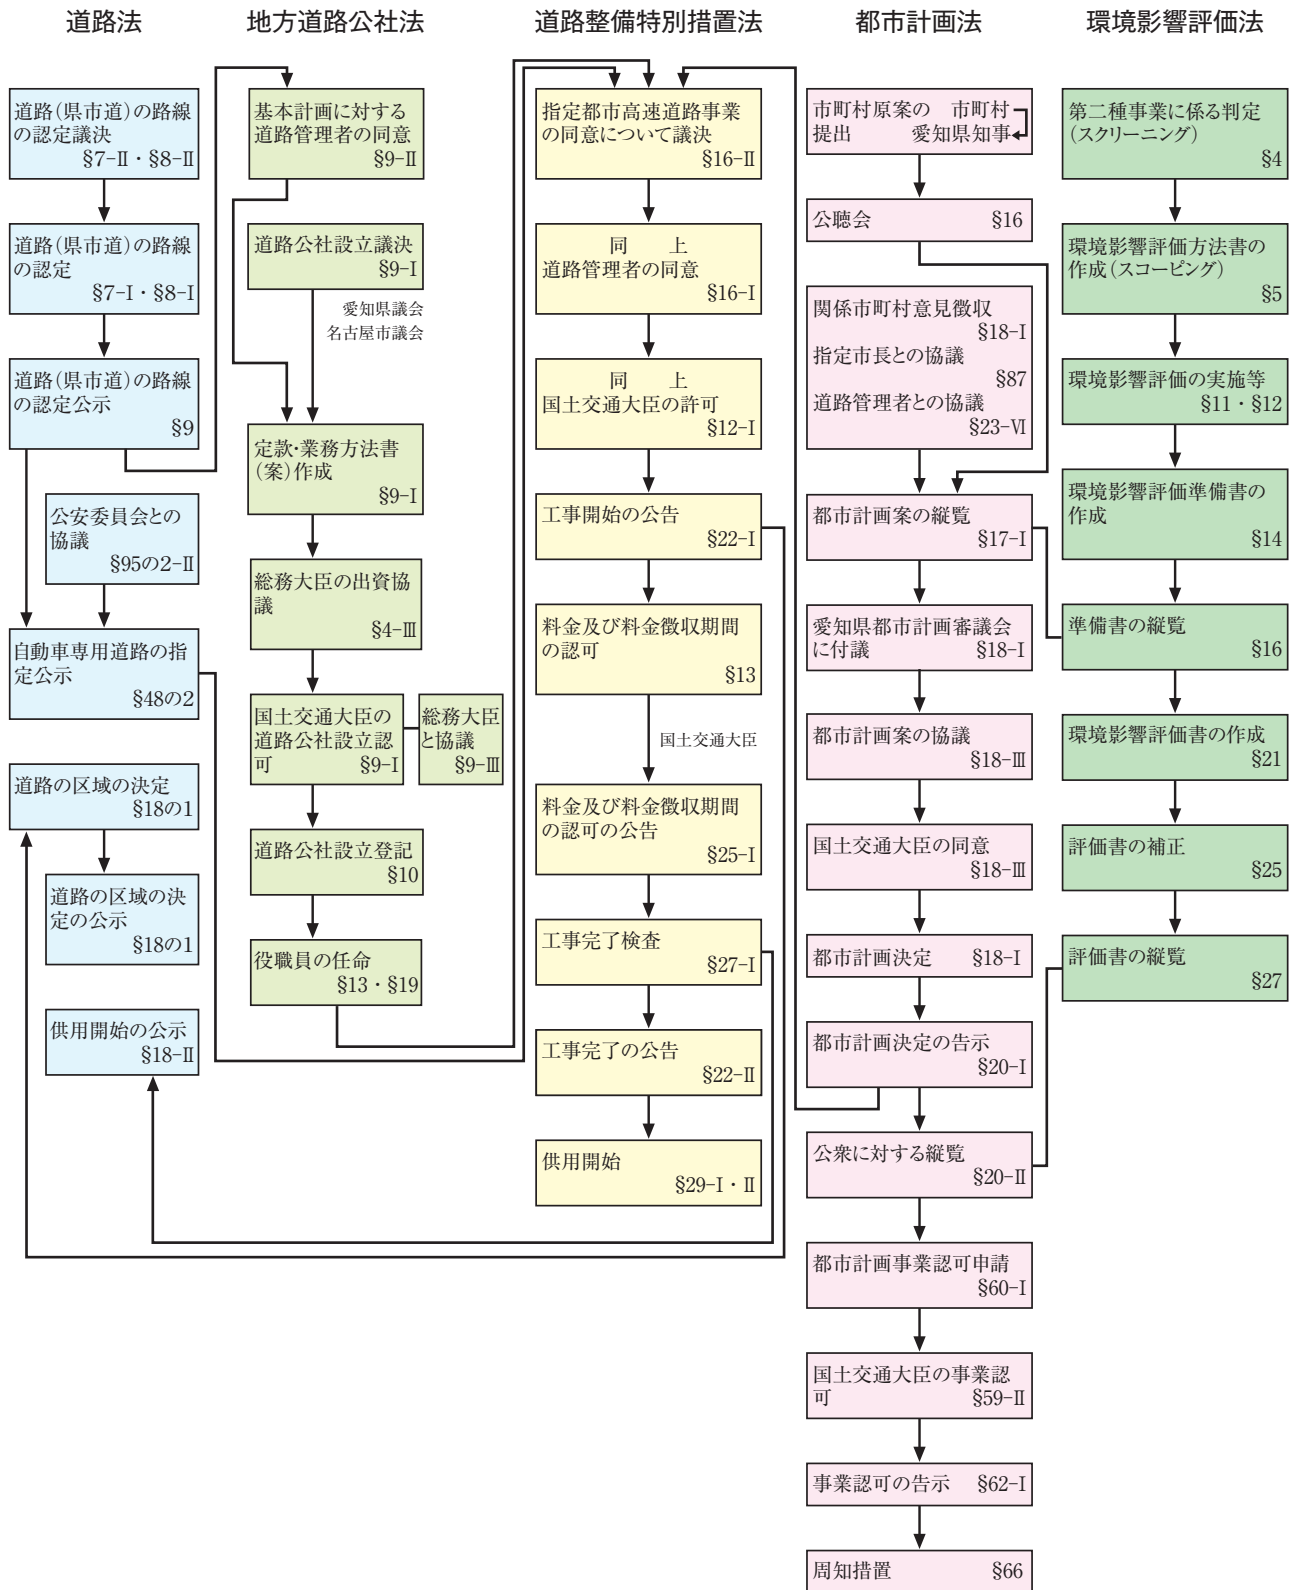 道路法
道路(県市道)の路線
の認定議決
§7-Ⅱ・§8-Ⅱ
道路(県市道)の路線
の認定
§7-Ⅰ・§8-Ⅰ
道路(県市道)の路線
の認定公示
§9
公安委員会との
協議
§95の2-Ⅱ
自動車専用道路の指
定公示
§48の2
道路の区域の決定
§18の1
道路の区域の決
定の公示
§18の1
供用開始の公示
§18-Ⅱ
地方道路公社法
基本計画に対する
道路管理者の同意
§9-Ⅱ
道路公社設立議決
§9-Ⅰ
愛知県議会
名古屋市議会
定款・業務方法書
(案)作成
§9-Ⅰ
総務大臣の出資協
議
§4-Ⅲ
国土交通大臣の
道路公社設立認
可 §9-Ⅰ
総務大臣
と協議
§9-Ⅲ
道路公社設立登記
§10
役職員の任命
§13・§19
道路整備特別措置法
指定都市高速道路事業
の同意について議決
§16-Ⅱ
同 上
道路管理者の同意
§16-Ⅰ
同 上
国土交通大臣の許可
§12-Ⅰ
工事開始の公告
§22-Ⅰ
料金及び料金徴収期間
の認可
§13
国土交通大臣
料金及び料金徴収期間
の認可の公告
§25-Ⅰ
工事完了検査
§27-Ⅰ
工事完了の公告
§22-Ⅱ
供用開始
§29-Ⅰ・Ⅱ
都市計画法
市町村原案の 市町村
提出 愛知県知事
公聴会 §16
関係市町村意見徴収
§18-Ⅰ
指定市長との協議
§87
道路管理者との協議
§23-Ⅵ
都市計画案の縦覧
§17-Ⅰ
愛知県都市計画審議会
に付議 §18-Ⅰ
都市計画案の協議
§18-Ⅲ
国土交通大臣の同意
§18-Ⅲ
都市計画決定 §18-Ⅰ
都市計画決定の告示
§20-Ⅰ
公衆に対する縦覧
§20-Ⅱ
都市計画事業認可申請
§60-Ⅰ
国土交通大臣の事業認
可 §59-Ⅱ
事業認可の告示 §62-Ⅰ
周知措置 §66
環境影響評価法
第二種事業に係る判定
(スクリーニング)
§4
環境影響評価方法書の
作成(スコーピング)
§5
環境影響評価の実施等
§11・§12
環境影響評価準備書の
作成
§14
準備書の縦覧
§16
環境影響評価書の作成
§21
評価書の補正
§25
評価書の縦覧
§27